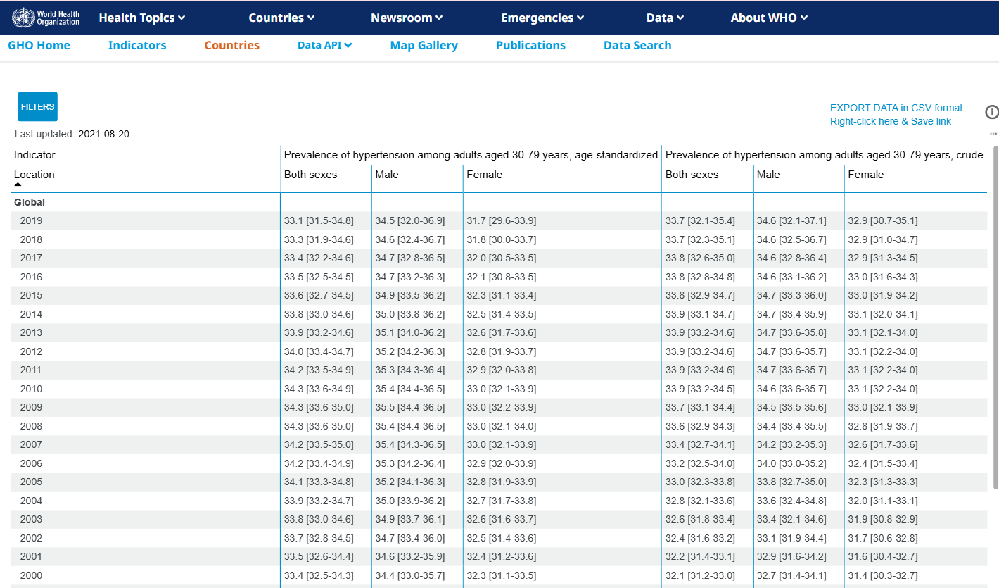 World Health
Organization
Health Topics Countries Newsroom Emergencies Data About WHO
GHO Home Indicators Countries Data API Map Gallery Publications Data Search
FILTERS
EXPORT DATA in CSV format:
Right-click here & Save link
Last updated: 2021-08-20
Indicator Prevalence of hypertension among adults aged 30-79 years, age-standardized Prevalence of hypertension among adults aged 30-79 years, crude
Location Both sexes Male Female Both sexes Male Female
Global
2019 33.1 [31.5-34.8] 34.5 [32.0-36.9] 31.7 [29.6-33.9] 33.7 [32.1-35.4] 34.6 [32.1-37.1] 32.9 [30.7-35.1]
2018 33.3 [31.9-34.6] 34.6 [32.4-36.7] 31.8 [30.0-33.7] 33.7 [32.3-35.1] 34.6 [32.5-36.7] 32.9 [31.0-34.7]
2017 33.4 [32.2-34.6] 34.7 [32.8-36.5] 32.0 [30.5-33.5] 33.8 [32.6-35.0] 34.6 [32.8-36.4] 32.9 [31.3-34.5]
2016 33.5 [32.5-34.5] 34.7 [33.2-36.3] 32.1 [30.8-33.5] 33.8 [32.8-34.8] 34.6 [33.1-36.2] 33.0 [31.6-34.3]
2015 33.6 [32.7-34.5] 34.9 [33.5-36.2] 32.3 [31.1-33.4] 33.8 [32.9-34.7] 34.7 [33.3-36.0] 33.0 [31.9-34.2]
2014 33.8 [33.0-34.6] 35.0 [33.8-36.2] 32.5 [31.4-33.5] 33.9 [33.1-34.7] 34.7 [33.4-35.9] 33.1 [32.0-34.1]
2013 33.9 [33.2-34.6] 35.1 [34.0-36.2] 32.6 [31.7-33.6] 33.9 [33.2-34.6] 34.7 [33.6-35.8] 33.1 [32.1-34.0]
2012 34.0 [33.4-34.7] 35.2 [34.2-36.3] 32.8 [31.9-33.7] 33.9 [33.2-34.6] 34.7 [33.6-35.7] 33.1 [32.2-34.0]
2011 34.2 [33.5-34.9] 35.3 [34.3-36.4] 32.9 [32.0-33.8] 33.9 [33.2-34.6] 34.7 [33.6-35.7] 33.1 [32.2-34.0]
2010 34.3 [33.6-34.9] 35.4 [34.4-36.5] 33.0 [32.1-33.9] 33.9 [33.2-34.5] 34.6 [33.6-35.7] 33.1 [32.2-34.0]
2009 34.3 [33.6-35.0] 35.5 [34.4-36.5] 33.0 [32.2-33.9] 33.7 [33.1-34.4] 34.5 [33.5-35.6] 33.0 [32.1-33.9]
2008 34.3 [33.6-35.0] 35.4 [34.4-36.5] 33.0 [32.1-34.0] 33.6 [32.9-34.3] 34.4 [33.4-35.5] 32.8 [31.9-33.7]
2007 34.2 [33.5-35.0] 35.4 [34.3-36.5] 33.0 [32.1-33.9] 33.4 [32.7-34.1] 34.2 [33.2-35.3] 32.6 [31.7-33.6]
2006 34.2 [33.4-34.9] 35.3 [34.2-36.4] 32.9 [32.0-33.9] 33.2 [32.5-34.0] 34.0 [33.0-35.2] 32.4 [31.5-33.4]
2005 34.1 [33.3-34.8] 35.2 [34.1-36.3] 32.8 [31.9-33.9] 33.0 [32.3-33.8] 33.8 [32.7-35.0] 32.3 [31.3-33.3]
2004 33.9 [33.2-34.7] 35.0 [33.9-36.2] 32.7 [31.7-33.8] 32.8 [32.1-33.6] 33.6 [32.4-34.8] 32.0 [31.1-33.1]
2003 33.8 [33.0-34.6] 34.9 [33.7-36.1] 32.6 [31.6-33.7] 32.6 [31.8-33.4] 33.4 [32.1-34.6] 31.9 [30.8-32.9]
2002 33.7 [32.8-34.5] 34.7 [33.4-36.0] 32.5 [31.4-33.6] 32.4 [31.6-33.2] 33.1 [31.9-34.4] 31.7 [30.6-32.8]
2001 33.5 [32.6-34.4] 34.6 [33.2-35.9] 32.4 [31.2-33.6] 32.2 [31.4-33.1] 32.9 [31.6-34.2] 31.6 [30.4-32.7]
2000 33.4 [32.5-34.3] 34.4 [33.0-35.7] 32.3 [31.1-33.5] 32.1 [31.2-33.0] 32.7 [31.4-34.1] 31.4 [30.3-32.7]